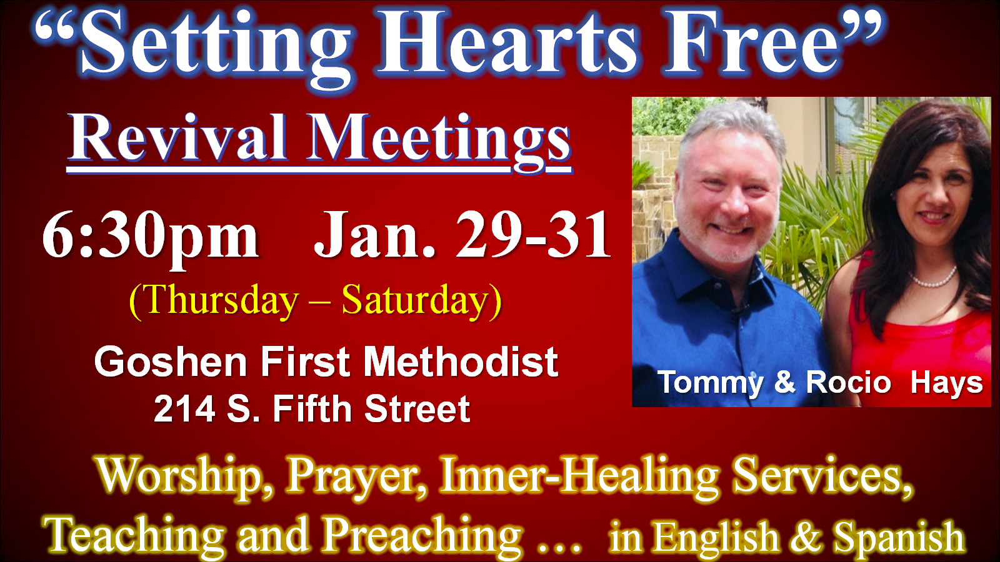 “Setting Hearts Free”
Revival Meetings
6:30pm Jan. 29-31
(Thursday – Saturday)
Goshen First Methodist
214 S. Fifth Street
Tommy & Rocio Hays
Worship, Prayer, Inner-Healing Services,
Teaching and Preaching … in English & Spanish